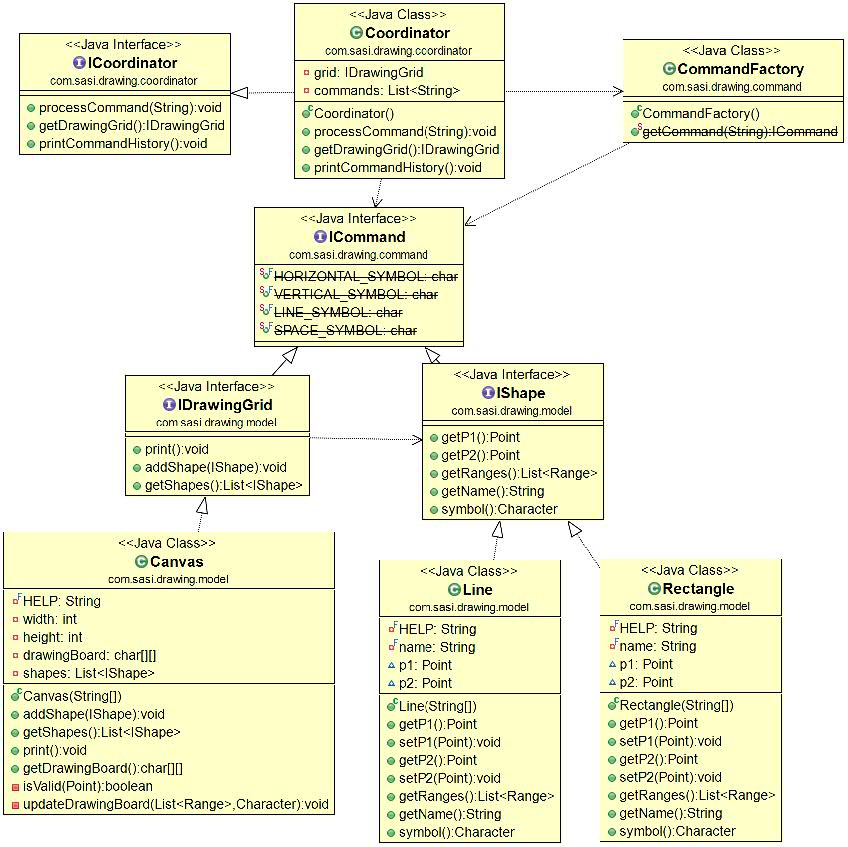 <<Java Interface>>
ICoordinator
com.sasi.drawing.coordinator
processCommand(String):void
getDrawingGrid():IDrawingGrid
printCommandHistory():void
<<Java Class>>
Coordinator
com.sasi.drawing.coordinator
grid: IDrawingGrid
commands: List<String>
Coordinator()
processCommand(String):void
getDrawingGrid():IDrawingGrid
printCommandHistory():void
<<Java Class>>
CommandFactory
com.sasi.drawing.command
CommandFactory()
getCommand(String):ICommand
<<Java Interface>>
ICommand
com.sasi.drawing.command
HORIZONTAL_SYMBOL: char
VERTICAL_SYMBOL: char
LINE_SYMBOL: char
SPACE_SYMBOL: char
<<Java Interface>>
IDrawingGrid
com.sasi.drawing.model
print():void
addShape(IShape):void
getShapes():List<IShape>
<<Java Interface>>
IShape
com.sasi.drawing.model
getP1():Point
getP2():Point
getRanges():List<Range>
getName():String
symbol():Character
<<Java Class>>
Canvas
com.sasi.drawing.model
HELP: String
width: int
height: int
drawingBoard: char[][]
shapes: List<IShape>
Canvas(String[])
addShape(IShape):void
getShapes():List<IShape>
print():void
getDrawingBoard():char[][]
isValid(Point):boolean
updateDrawingBoard(List<Range>,Character):void
<<Java Class>>
Line
com.sasi.drawing.model
HELP: String
name: String
p1: Point
p2: Point
Line(String[])
getP1():Point
setP1(Point):void
getP2():Point
setP2(Point):void
getRanges():List<Range>
getName():String
symbol():Character
<<Java Class>>
Rectangle
com.sasi.drawing.model
HELP: String
name: String
p1: Point
p2: Point
Rectangle(String[])
getP1():Point
setP1(Point):void
getP2():Point
setP2(Point):void
getRanges():List<Range>
getName():String
symbol():Character